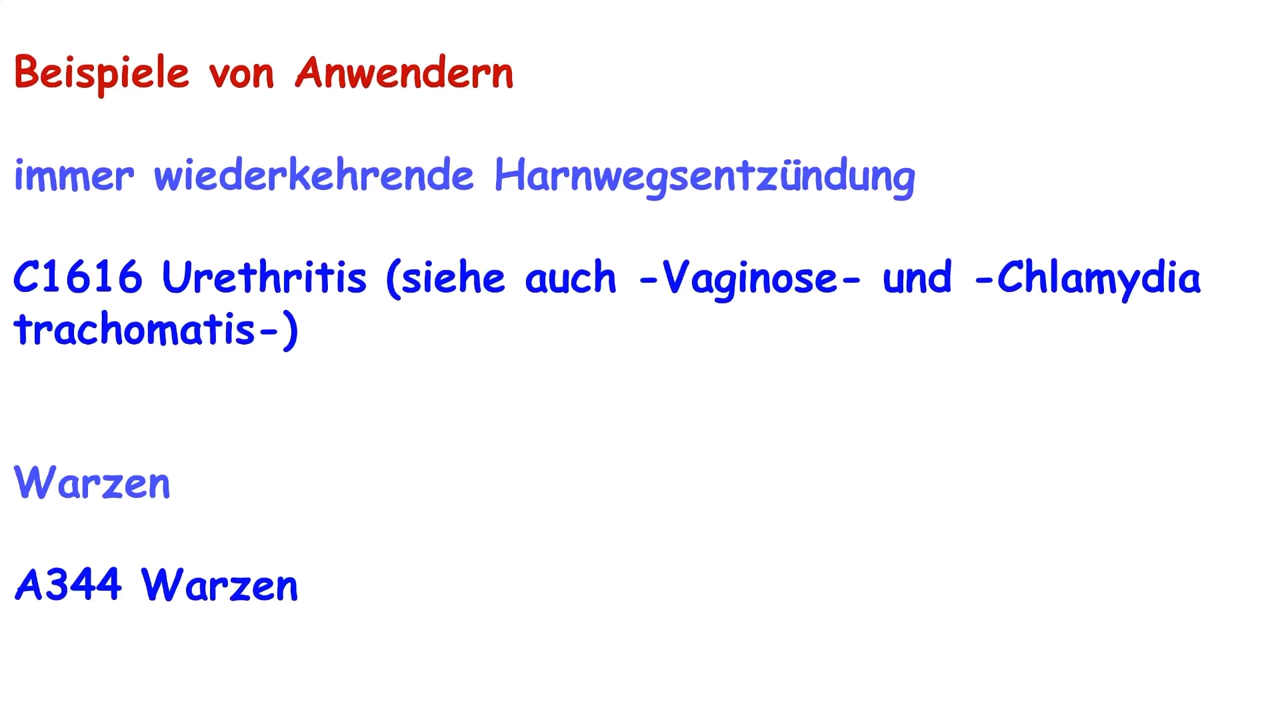 Beispiele von Anwendern
immer wiederkehrende Harnwegsentzündung
C1616 Urethritis (siehe auch -Vaginose- und -Chlamydia
trachomatis-)
Warzen
A344 Warzen